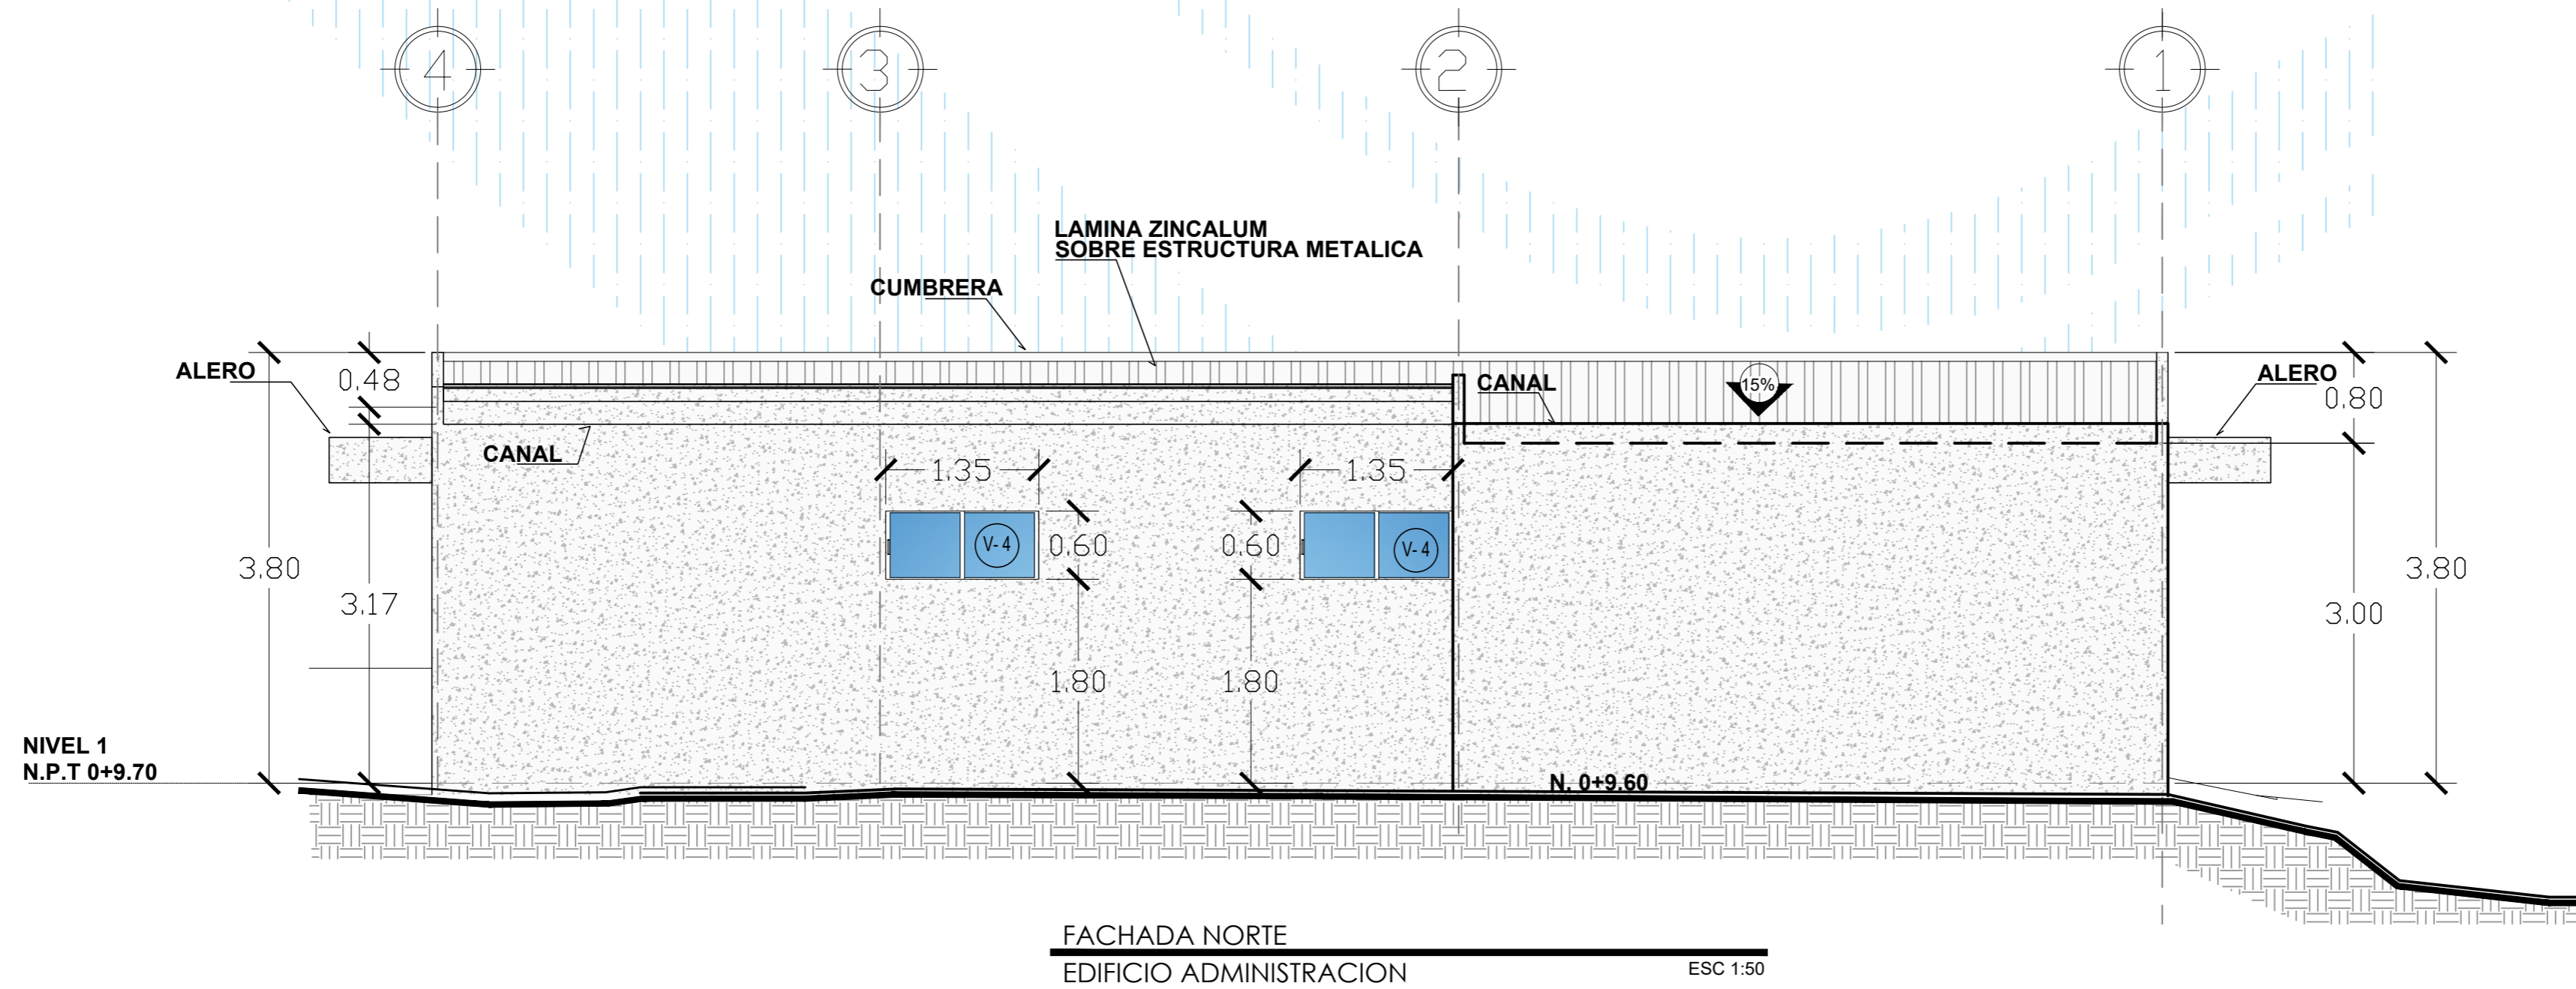 4
3
2
1
LAMINA ZINCALUM
SOBRE ESTRUCTURA METALICA
CUMBRERA
ALERO
0.48
CANAL
15%
ALERO
0.80
CANAL
1.35
1.35
V-4
0.60
0.60
V-4
3.80
3.17
3.80
3.00
1.80
1.80
NIVEL 1
N.P.T 0+9.70
N. 0+9.60
FACHADA NORTE
EDIFICIO ADMINISTRACION
ESC 1:50